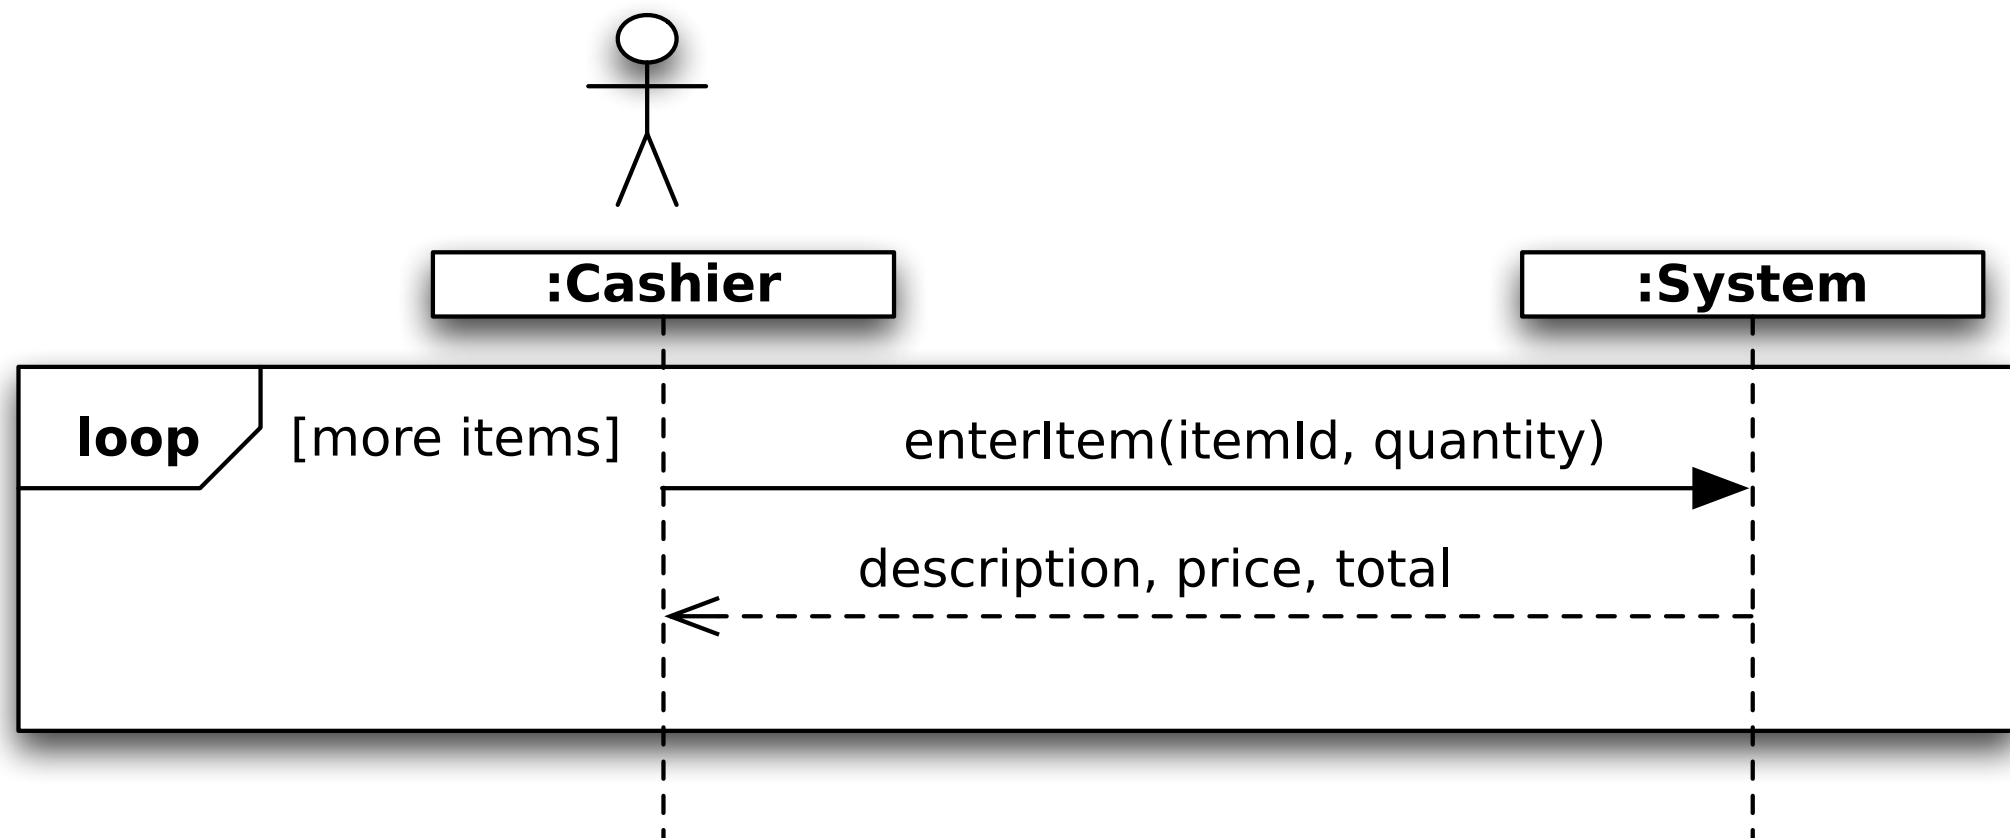 :Cashier
:System
loop
[more items]
enterItem(itemId, quantity)
description, price, total